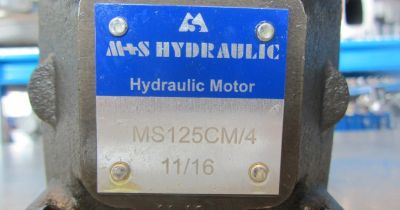 M+S HYDRAULIC
Hydraulic Motor
MS125CM/4
11/16